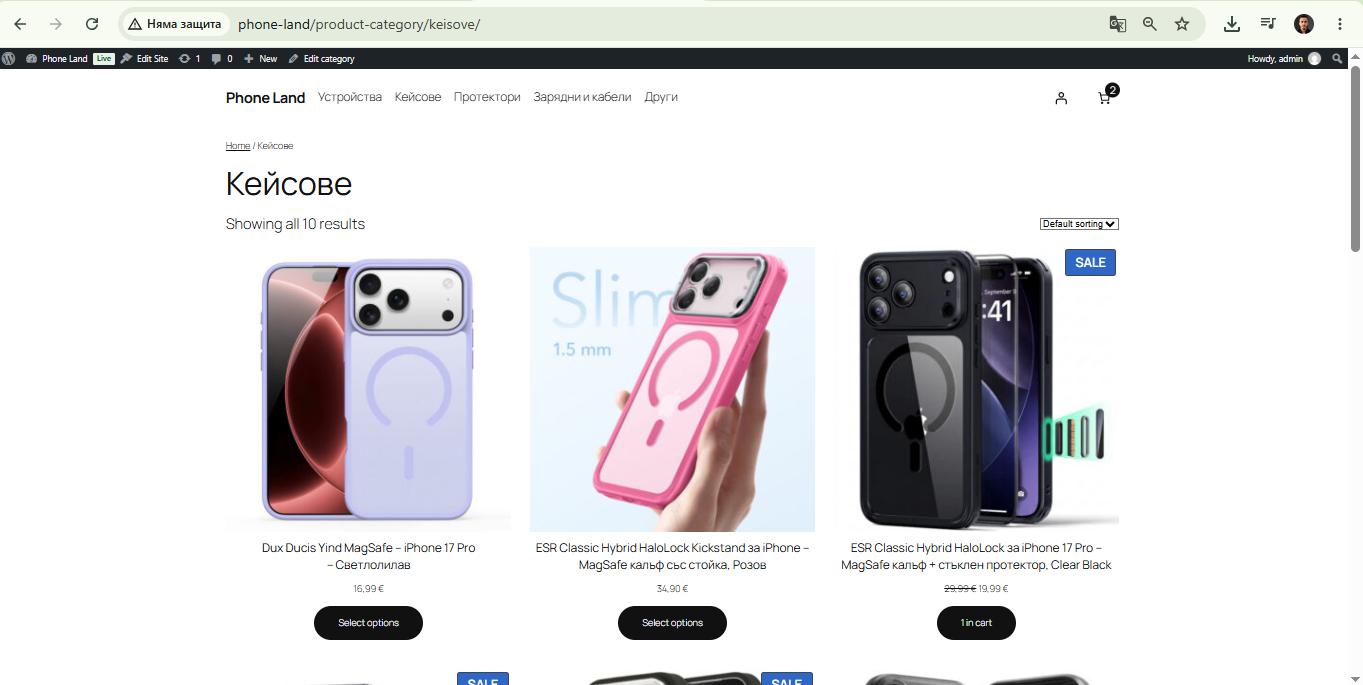 Няма защита
phone-land/product-category/keisove/
Phone Land Live Edit Site 1 0 New Edit category
Howdy, admin
Phone Land Устройства Кейсове Протектори Зарядни и кабели Други
2
Home / Кейсове
Кейсове
Showing all 10 results
Default sorting
Slim
1.5 mm
SALE
September
:41
Dux Ducis Yind MagSafe – iPhone 17 Pro
– Светлолилав
16,99 €
Select options
ESR Classic Hybrid HaloLock Kickstand за iPhone –
MagSafe калъф със стойка, Розов
34,90 €
Select options
ESR Classic Hybrid HaloLock за iPhone 17 Pro –
MagSafe калъф + стъклен протектор, Clear Black
29,99 € 19,99 €
1 in cart
SALE
SALE